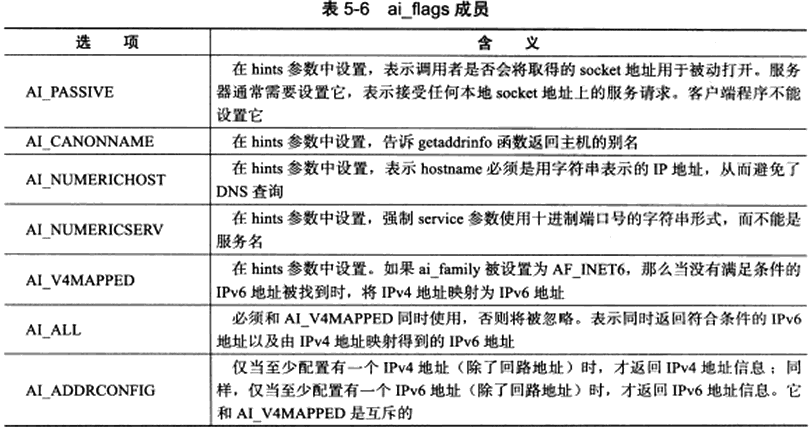 表 5-6 ai_flags 成员
选 项 含 义
AI_PASSIVE
在 hints 参数中设置，表示调用者是否会将取得的 socket 地址用于被动打开。服务
器通常需要设置它，表示接受任何本地 socket 地址上的服务请求。客户端程序不能
设置它
AI_CANONNAME 在 hints 参数中设置，告诉 getaddrinfo 函数返回主机的别名
AI_NUMERICHOST
在 hints 参数中设置，表示 hostname 必须是用字符串表示的 IP 地址，从而避免了
DNS 查询
AI_NUMERICSERV
在 hints 参数中设置，强制 service 参数使用十进制端口号的字符串形式，而不能是
服务名
AI_V4MAPPED
在 hints 参数中设置。如果 ai_family 被设置为 AF_INET6，那么当没有满足条件的
IPv6 地址被找到时，将 IPv4 地址映射为 IPv6 地址
AI_ALL
必须和 AI_V4MAPPED 同时使用，否则将被忽略。表示同时返回符合条件的 IPv6
地址以及由 IPv4 地址映射得到的 IPv6 地址
AI_ADDRCONFIG
仅当至少配置有一个 IPv4 地址（除了回路地址）时，才返回 IPv4 地址信息；同
样，仅当至少配置有一个 IPv6 地址（除了回路地址）时，才返回 IPv6 地址信息。它
和 AI_V4MAPPED 是互斥的